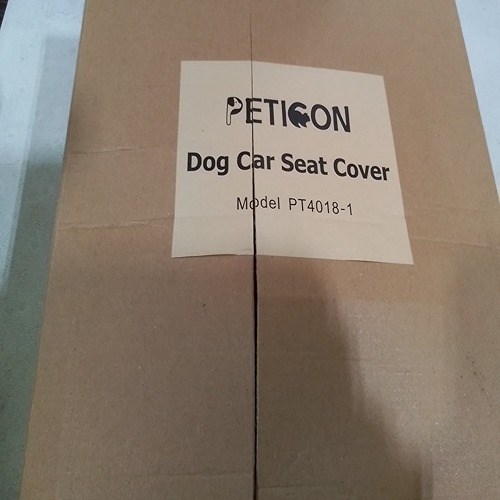 PETICON
Dog Car Seat Cover
Model PT4018-1